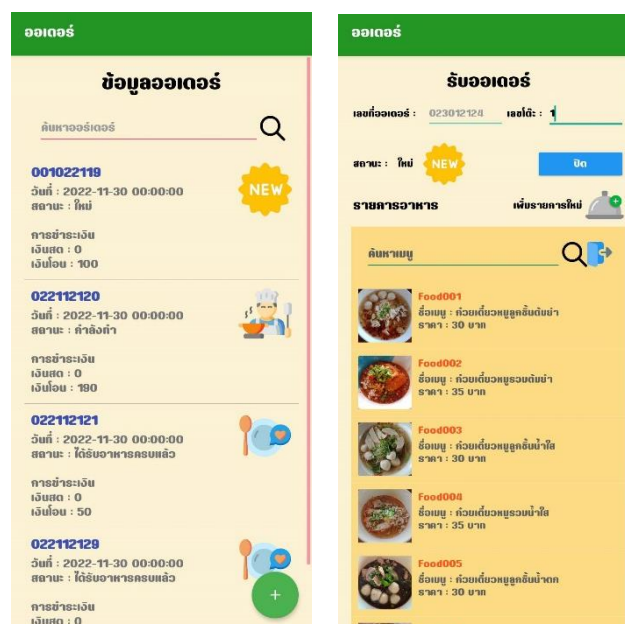 ออเดอร์
ข้อมูลออเดอร์
ค้นหาออร์เดอร์
001022119
วันที่ : 2022-11-30 00:00:00
สถานะ : ใหม่
NEW
การชำระเงิน
เงินสด : 0
เงินโอน : 100
022112120
วันที่ : 2022-11-30 00:00:00
สถานะ : กำลังทำ
การชำระเงิน
เงินสด : 0
เงินโอน : 190
022112121
วันที่ : 2022-11-30 00:00:00
สถานะ : ได้รับอาหารครบแล้ว
การชำระเงิน
เงินสด : 0
เงินโอน : 50
022112129
วันที่ : 2022-11-30 00:00:00
สถานะ : ได้รับอาหารครบแล้ว
การชำระเงิน
เงินสด : 0
ออเดอร์
รับออเดอร์
เลขที่ออเดอร์ : 023012124 เลขโต๊ะ : 1
สถานะ : ใหม่ NEW ปิด
รายการอาหาร เพิ่มรายการใหม่
ค้นหาเมนู
Food001
ชื่อเมนู : ก๋วยเตี๋ยวหมูลูกชิ้นต้มยำ
ราคา : 30 บาท
Food002
ชื่อเมนู : ก๋วยเตี๋ยวหมูรวมต้มยำ
ราคา : 35 บาท
Food003
ชื่อเมนู : ก๋วยเตี๋ยวหมูลูกชิ้นน้ำใส
ราคา : 30 บาท
Food004
ชื่อเมนู : ก๋วยเตี๋ยวหมูรวมน้ำใส
ราคา : 35 บาท
Food005
ชื่อเมนู : ก๋วยเตี๋ยวหมูลูกชิ้นน้ำตก
ราคา : 30 บาท